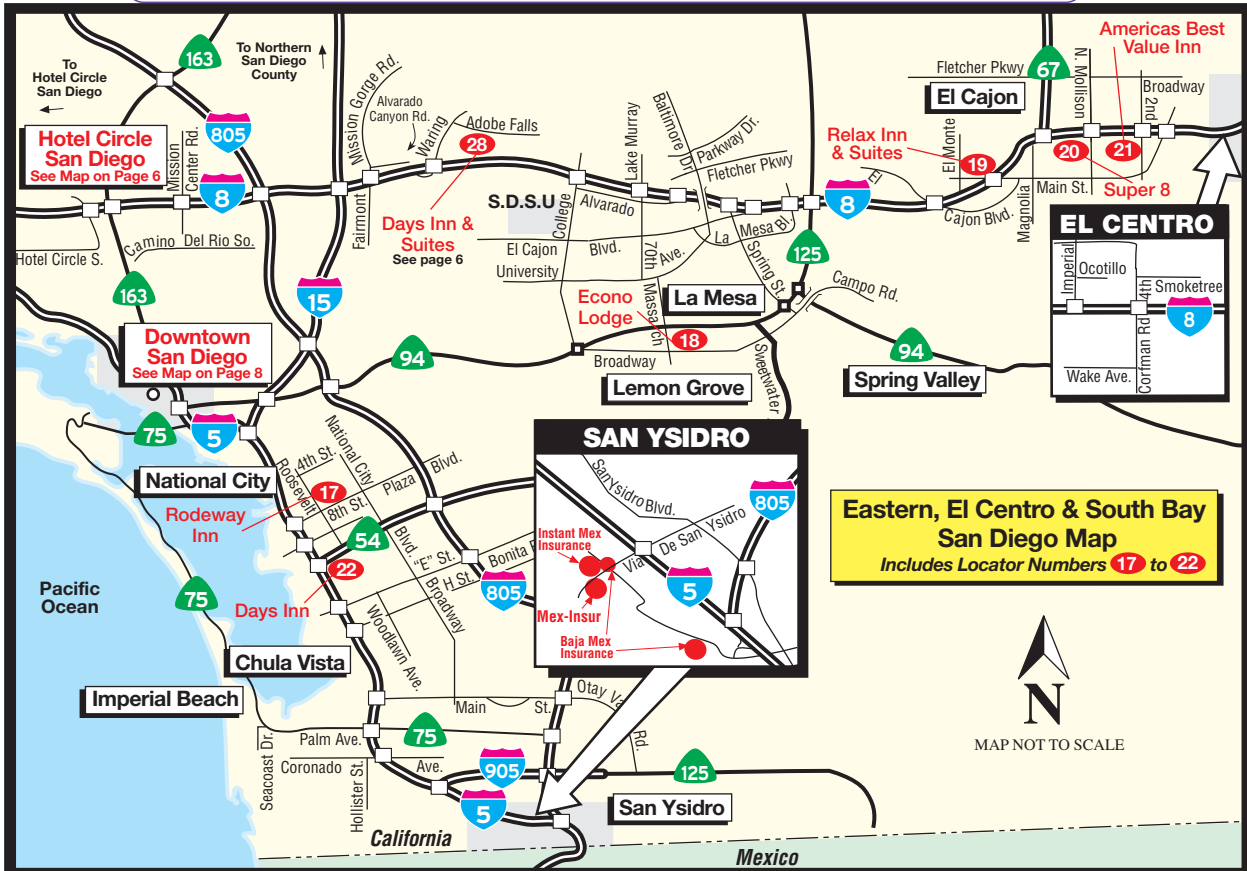 163
To Northern
San Diego
County
To
Hotel Circle
San Diego
Hotel Circle
San Diego
See Map on Page 6
Mission
Center Rd.
805
8
Mission Gorge Rd.
Alvarado
Canyon Rd.
Waring
Adobe Falls
28
Days Inn &
Suites
See page 6
Fairmont
S.D.S.U
College
Alvarado
Lake Murray
Baltimore Dr.
Parkway Dr.
Fletcher Pkwy
El Cajon
Blvd.
University
Ave.
70th
La Mesa Bl.
Spring St.
Massa
ch
125
8
67
Fletcher Pkwy
El Cajon
N. Mollison
Americas Best
Value Inn
Broadway
2nd
Relax Inn
& Suites
19
El Monte
El
20
21
Super 8
Main St.
Magnolia
Cajon Blvd.
EL CENTRO
Imperial
Ocotillo
4th
Smoketree
8
Wake Ave.
Corfman Rd
Hotel Circle S.
Camino
Del Rio So.
163
15
Downtown
San Diego
See Map on Page 8
94
Econo
Lodge
18
La Mesa
Campo Rd.
Broadway
Lemon Grove
Sweetwater
94
Spring Valley
75
5
National City
Roosevelt
4th St.
National City
Blvd.
17
8th St.
Plaza
Blvd.
Rodeway
Inn
54
22
Days Inn
"E" St.
H St.
Bonita
Broadway
Woodlawn Ave.
805
SAN YSIDRO
San Ysidro Blvd.
805
Instant Mex
Insurance
Via
De San Ysidro
5
Mex-Insur
Baja Mex
Insurance
Eastern, El Centro & South Bay
San Diego Map
Includes Locator Numbers 17 to 22
Pacific
Ocean
75
Chula Vista
Imperial Beach
Main
St.
Otay Va
Rd.
Palm Ave.
75
Seacoast Dr.
Coronado
Ave.
Hollister St.
905
125
5
San Ysidro
N
MAP NOT TO SCALE
California
Mexico